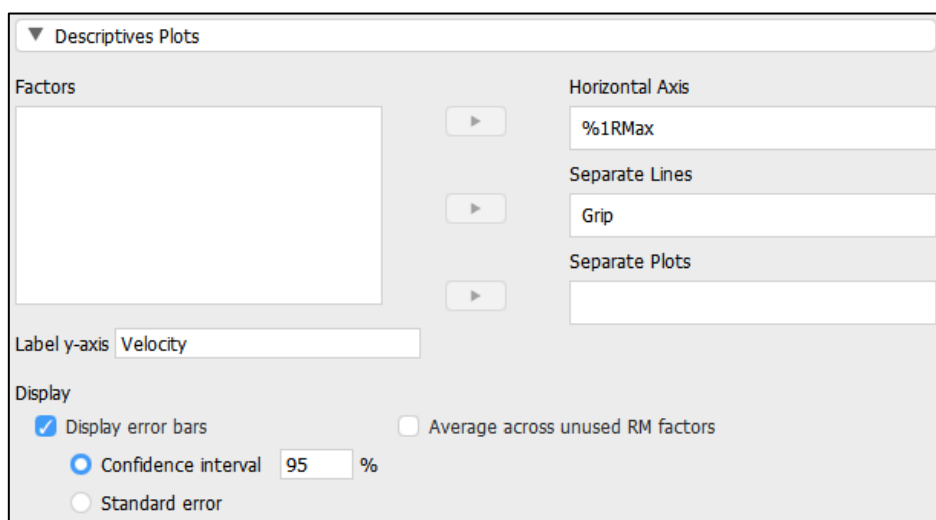 Descriptives Plots
Factors
Horizontal Axis
%1RMax
Separate Lines
Grip
Separate Plots
Label y-axis Velocity
Display
Display error bars
Average across unused RM factors
Confidence interval 95 %
Standard error